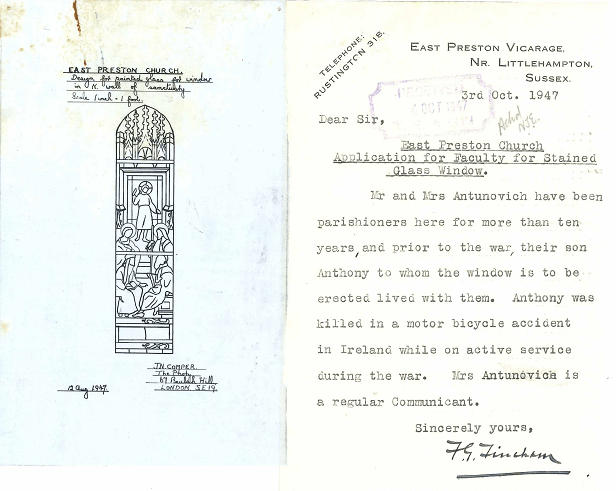 EAST PRESTON CHURCH.
Design for painted glass for window
in N. wall of sanctuary
Scale 1 inch = 1 foot.
12 Aug 1947
J.N. COMPER.
The Priory
67 Beulah Hill
LONDON S.E.19.
TELEPHONE:
RUSTINGTON 318.
EAST PRESTON VICARAGE,
NR. LITTLEHAMPTON,
SUSSEX.
3rd Oct. 1947
RECEIVED
4 OCT 1947
Dear Sir,
East Preston Church
Application for Faculty for Stained
Glass Window.
Mr and Mrs Antunovich have been
parishioners here for more than ten
years, and prior to the war, their son
Anthony to whom the window is to be
erected lived with them. Anthony was
killed in a motor bicycle accident
in Ireland while on active service
during the war. Mrs Antunovich is
a regular Communicant.
Sincerely yours,
F.G. Fincham